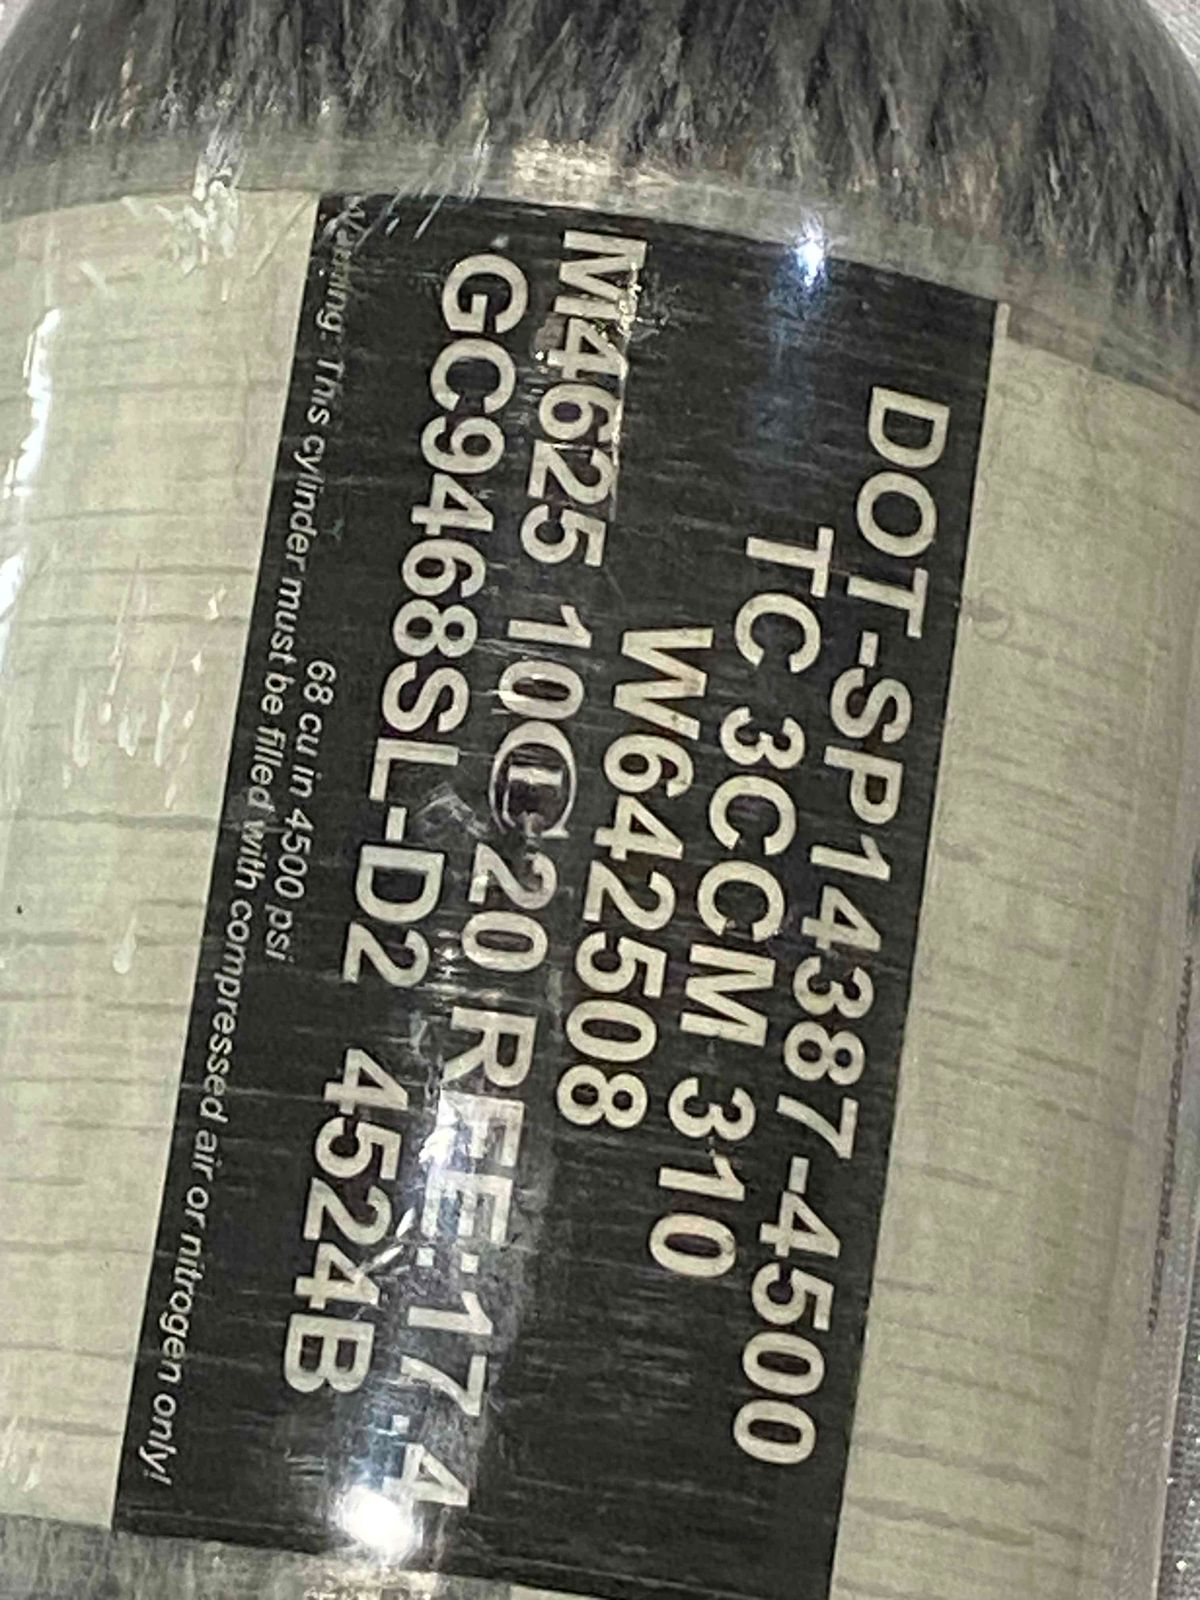 DOT-SP14387-4500
TC 3CCM 310
W642508
M4625 10 20 REE:17.4
GC9468SL-D2 4524B
68 cu in 4500 psi
Warning: This cylinder must be filled with compressed air or nitrogen only!